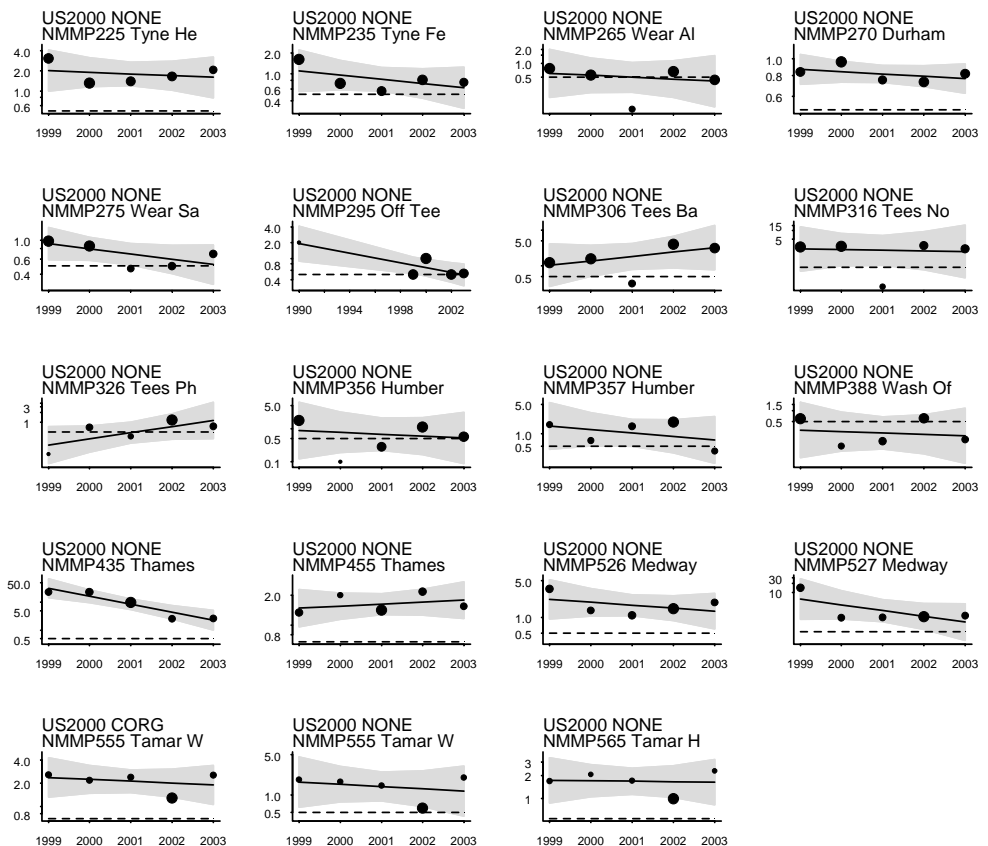 US2000 NONE
NMMP225 Tyne He
4.0
2.0
1.0
0.6
1999 2000 2001 2002 2003
US2000 NONE
NMMP235 Tyne Fe
2.0
1.0
0.6
0.4
1999 2000 2001 2002 2003
US2000 NONE
NMMP265 Wear Al
2.0
1.0
0.5
1999 2000 2001 2002 2003
US2000 NONE
NMMP270 Durham
1.0
0.8
0.6
1999 2000 2001 2002 2003
US2000 NONE
NMMP275 Wear Sa
1.0
0.6
0.4
1999 2000 2001 2002 2003
US2000 NONE
NMMP295 Off Tee
4.0
2.0
0.8
0.4
1990 1994 1998 2002
US2000 NONE
NMMP306 Tees Ba
5.0
0.5
1999 2000 2001 2002 2003
US2000 NONE
NMMP316 Tees No
15
5
1999 2000 2001 2002 2003
US2000 NONE
NMMP326 Tees Ph
3
1
1999 2000 2001 2002 2003
US2000 NONE
NMMP356 Humber
5.0
0.5
0.1
1999 2000 2001 2002 2003
US2000 NONE
NMMP357 Humber
5.0
1.0
0.5
1999 2000 2001 2002 2003
US2000 NONE
NMMP388 Wash Of
1.5
0.5
1999 2000 2001 2002 2003
US2000 NONE
NMMP435 Thames
50.0
5.0
0.5
1999 2000 2001 2002 2003
US2000 NONE
NMMP455 Thames
2.0
0.8
1999 2000 2001 2002 2003
US2000 NONE
NMMP526 Medway
5.0
1.0
0.5
1999 2000 2001 2002 2003
US2000 NONE
NMMP527 Medway
30
10
1999 2000 2001 2002 2003
US2000 CORG
NMMP555 Tamar W
4.0
2.0
0.8
1999 2000 2001 2002 2003
US2000 NONE
NMMP555 Tamar W
5.0
1.0
0.5
1999 2000 2001 2002 2003
US2000 NONE
NMMP565 Tamar H
3
2
1
1999 2000 2001 2002 2003